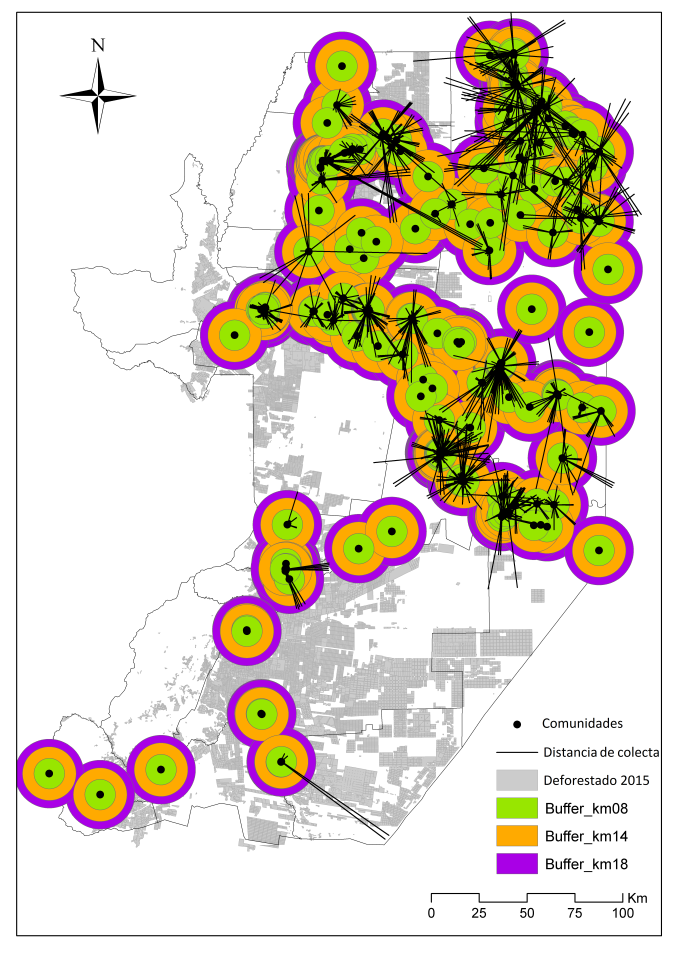 N
Comunidades
Distancia de colecta
Deforestado 2015
Buffer_km08
Buffer_km14
Buffer_km18
Km
0 25 50 75 100